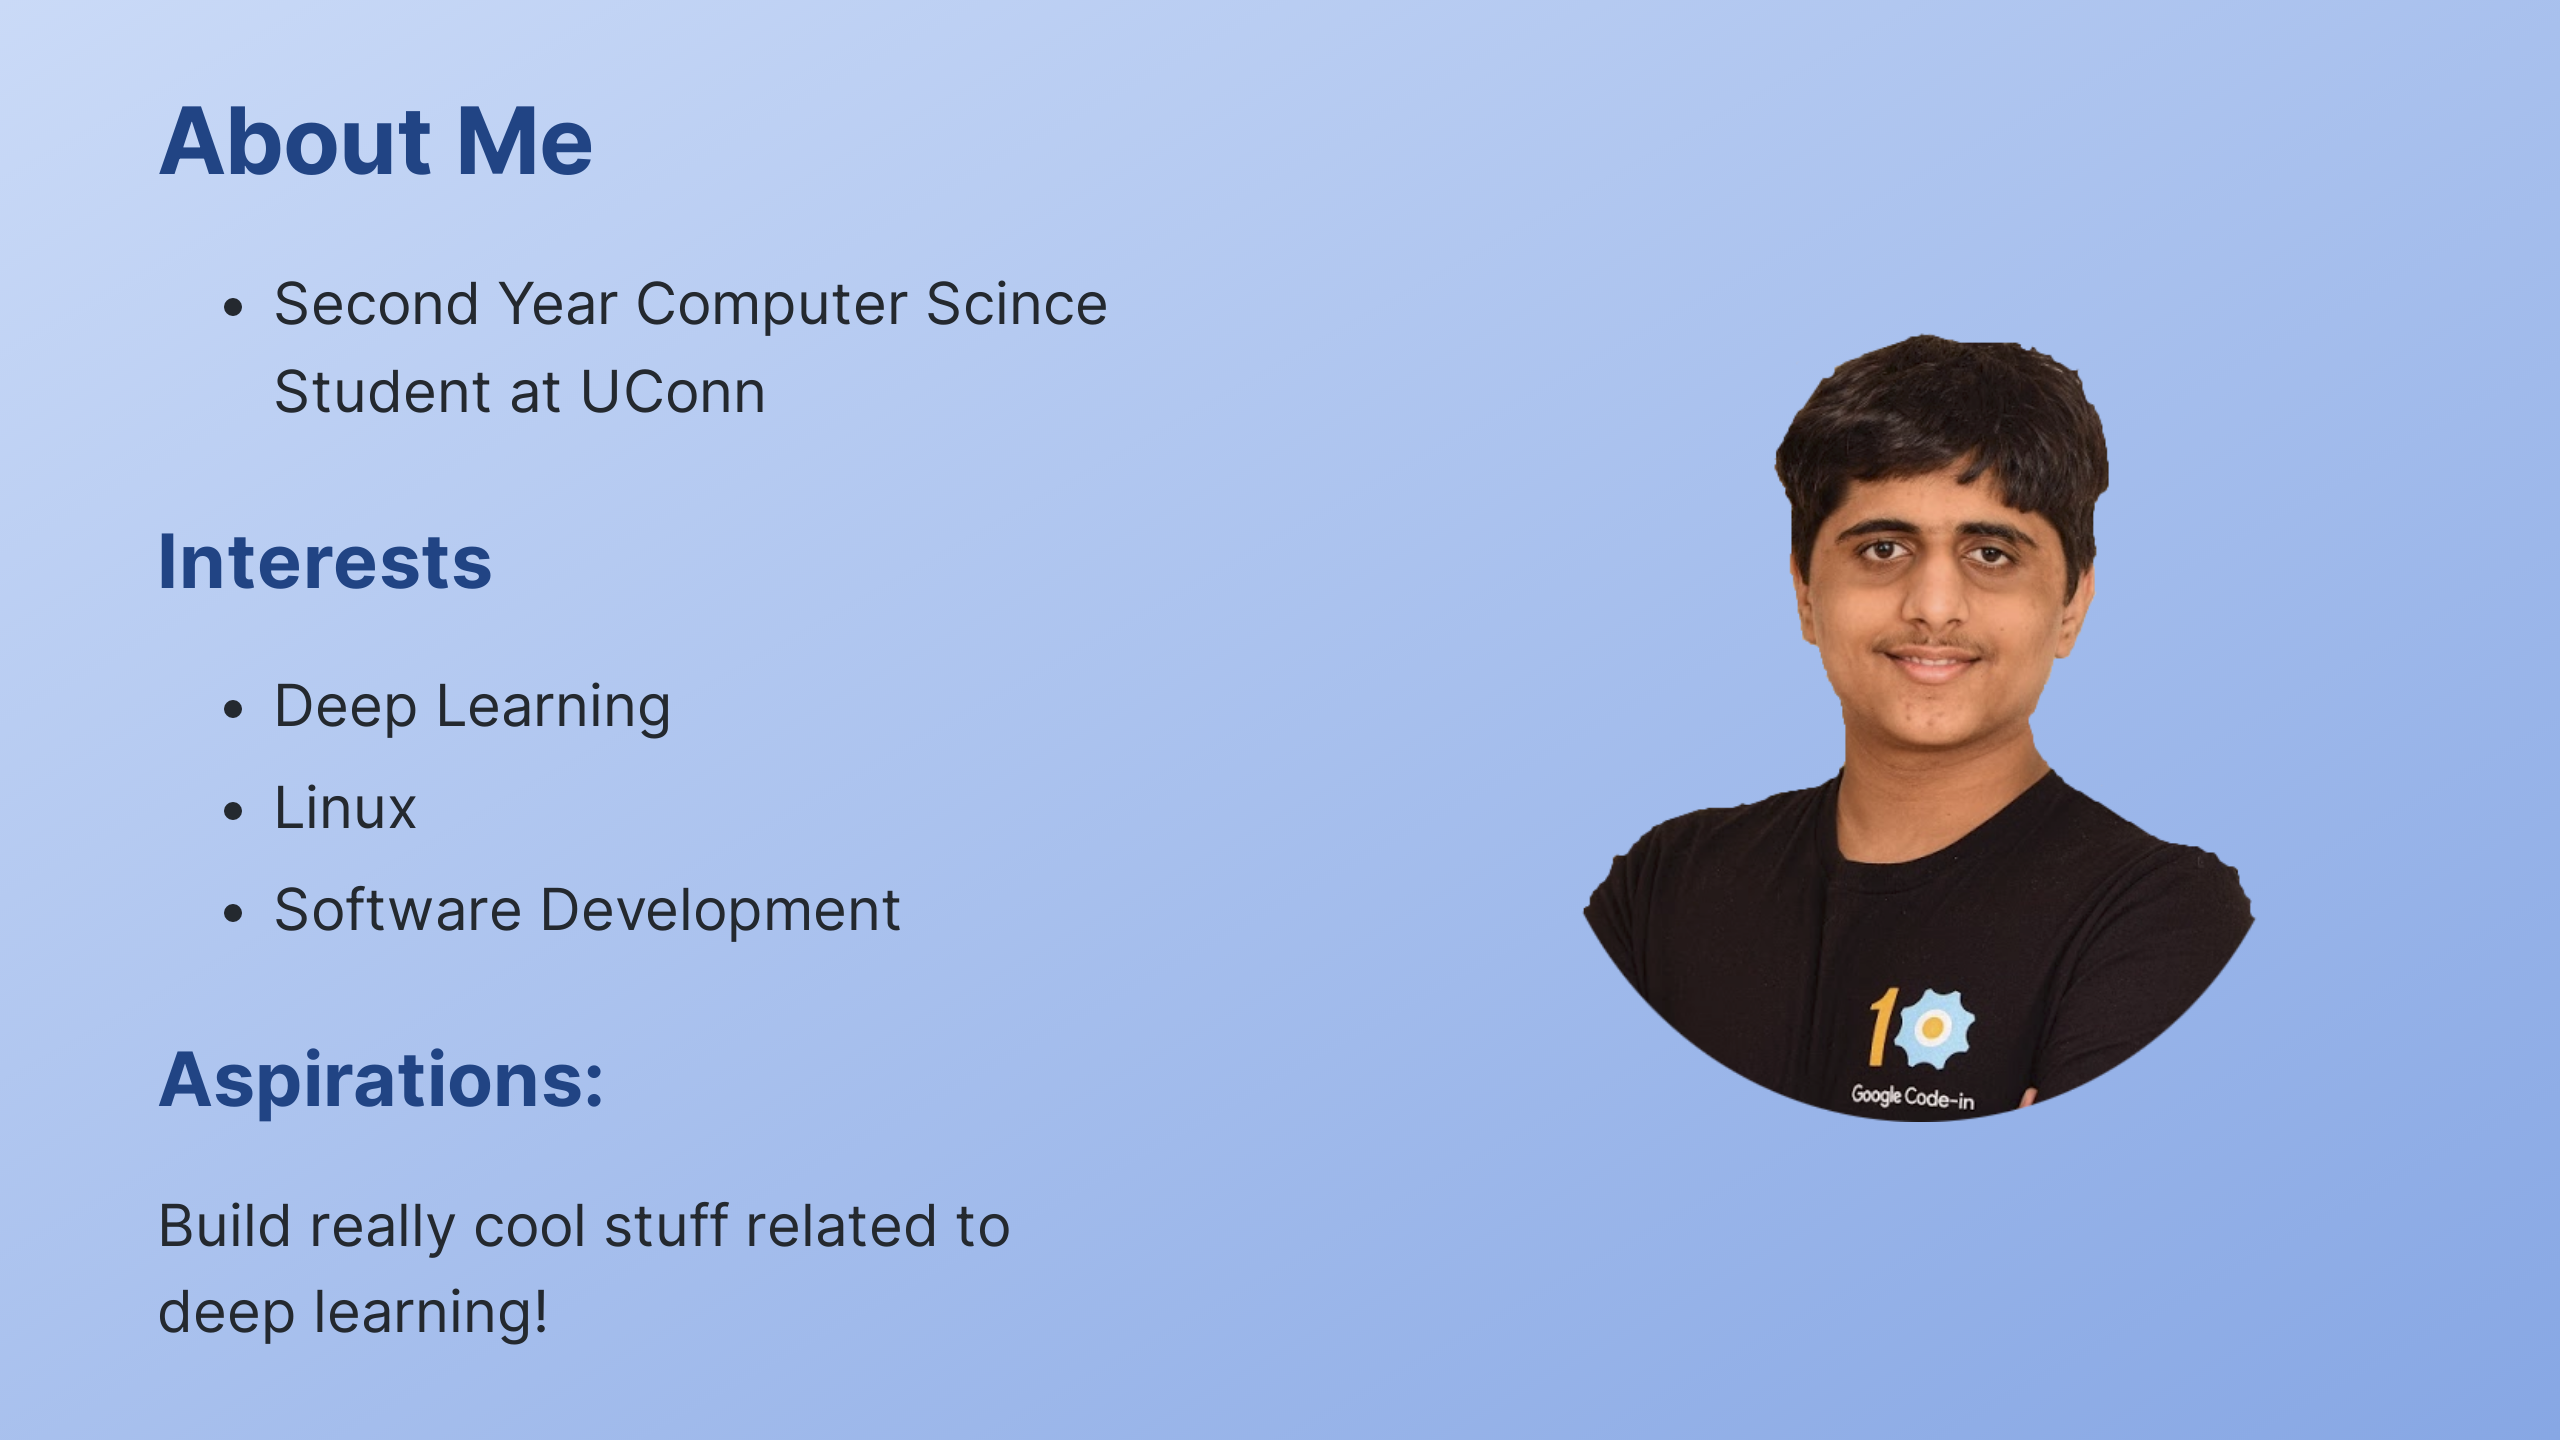 About Me
• Second Year Computer Scince
Student at UConn
Interests
• Deep Learning
• Linux
• Software Development
Aspirations:
Build really cool stuff related to
deep learning!
10
Google Code-in